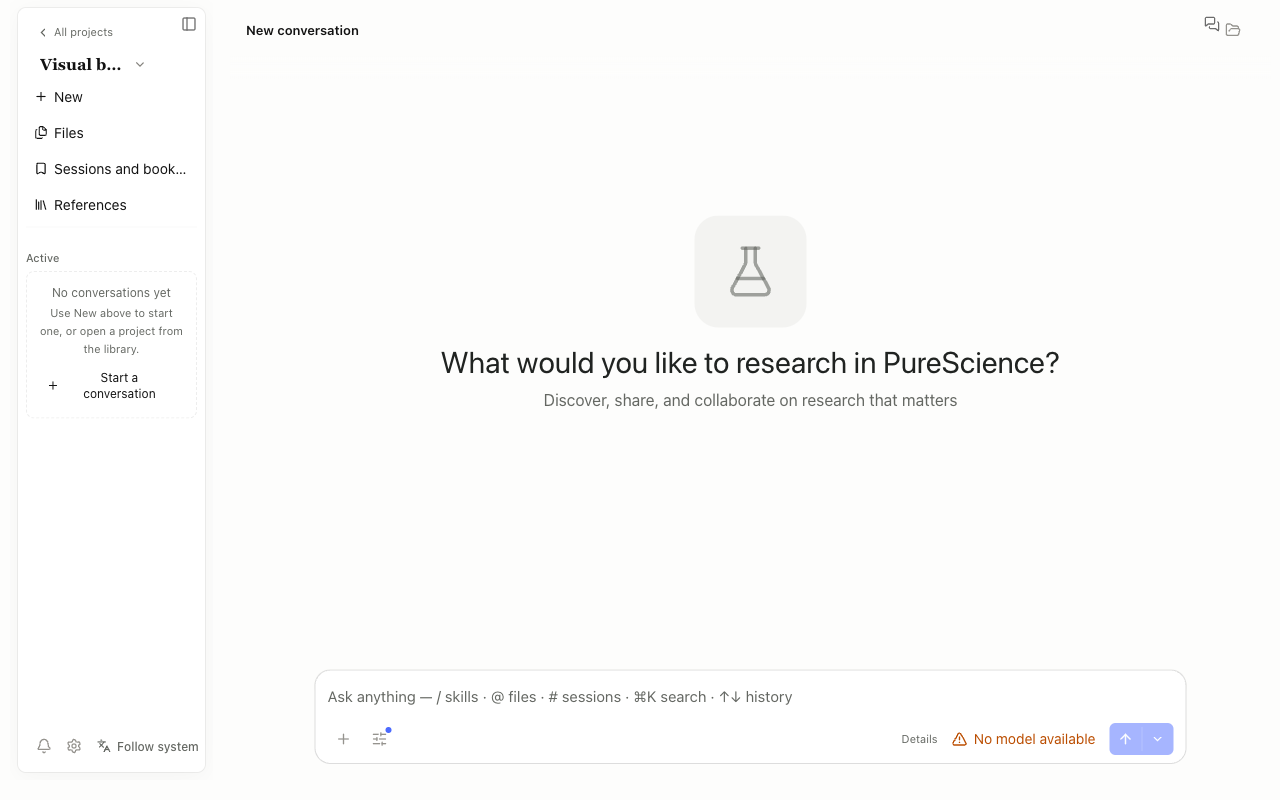 All projects
Visual b...
New
Files
Sessions and book...
References
Active
No conversations yet
Use New above to start
one, or open a project from
the library.
Start a
conversation
Follow system
New conversation
What would you like to research in PureScience?
Discover, share, and collaborate on research that matters
Ask anything — / skills · @ files · # sessions · ⌘K search · ↑↓ history
Details
No model available